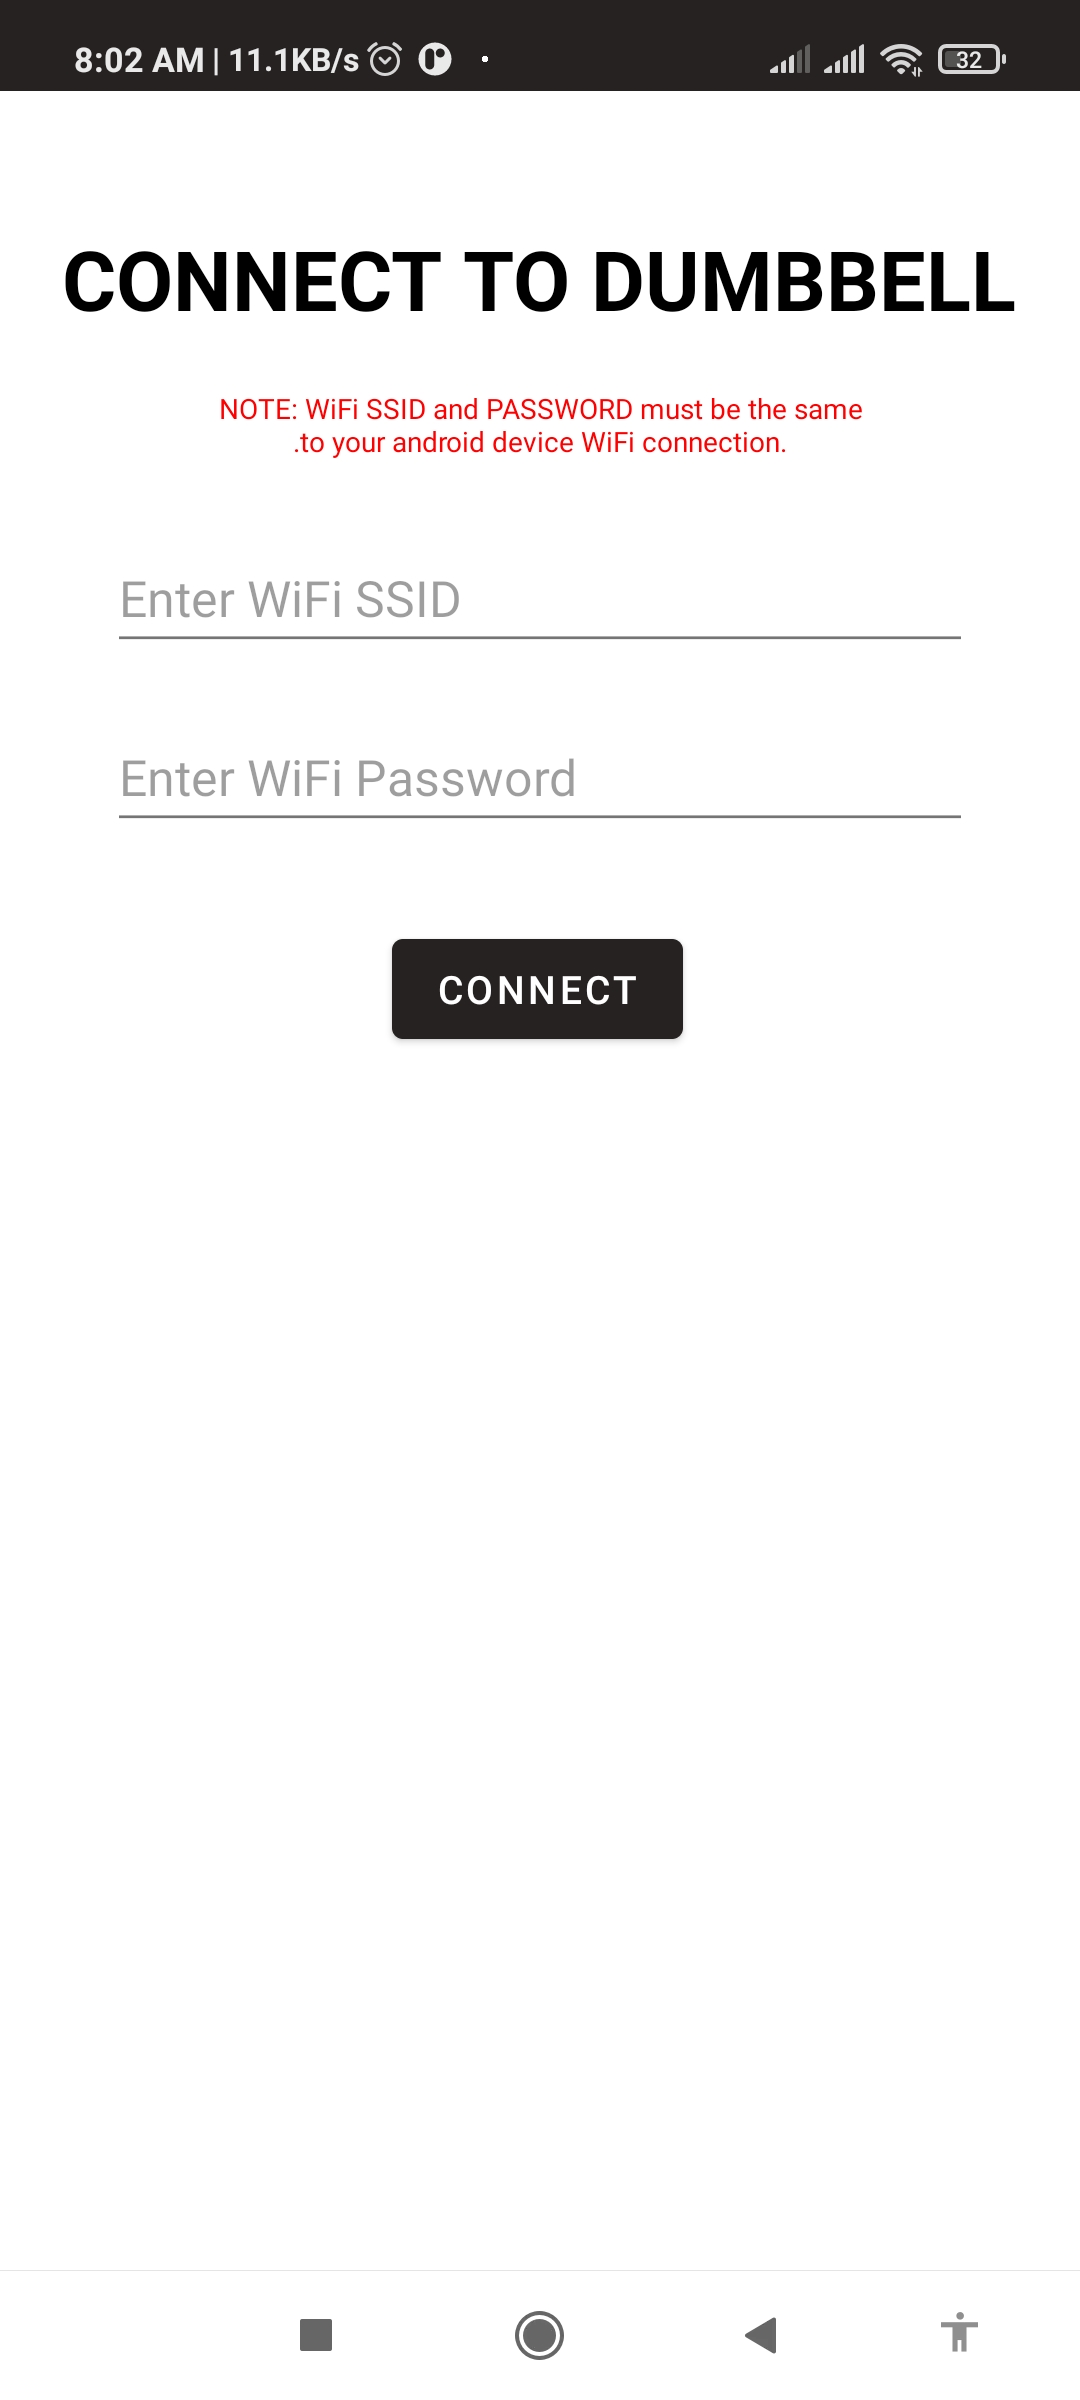 8:02 AM | 11.1KB/s
32
CONNECT TO DUMBBELL
NOTE: WiFi SSID and PASSWORD must be the same
.to your android device WiFi connection.
Enter WiFi SSID
Enter WiFi Password
CONNECT